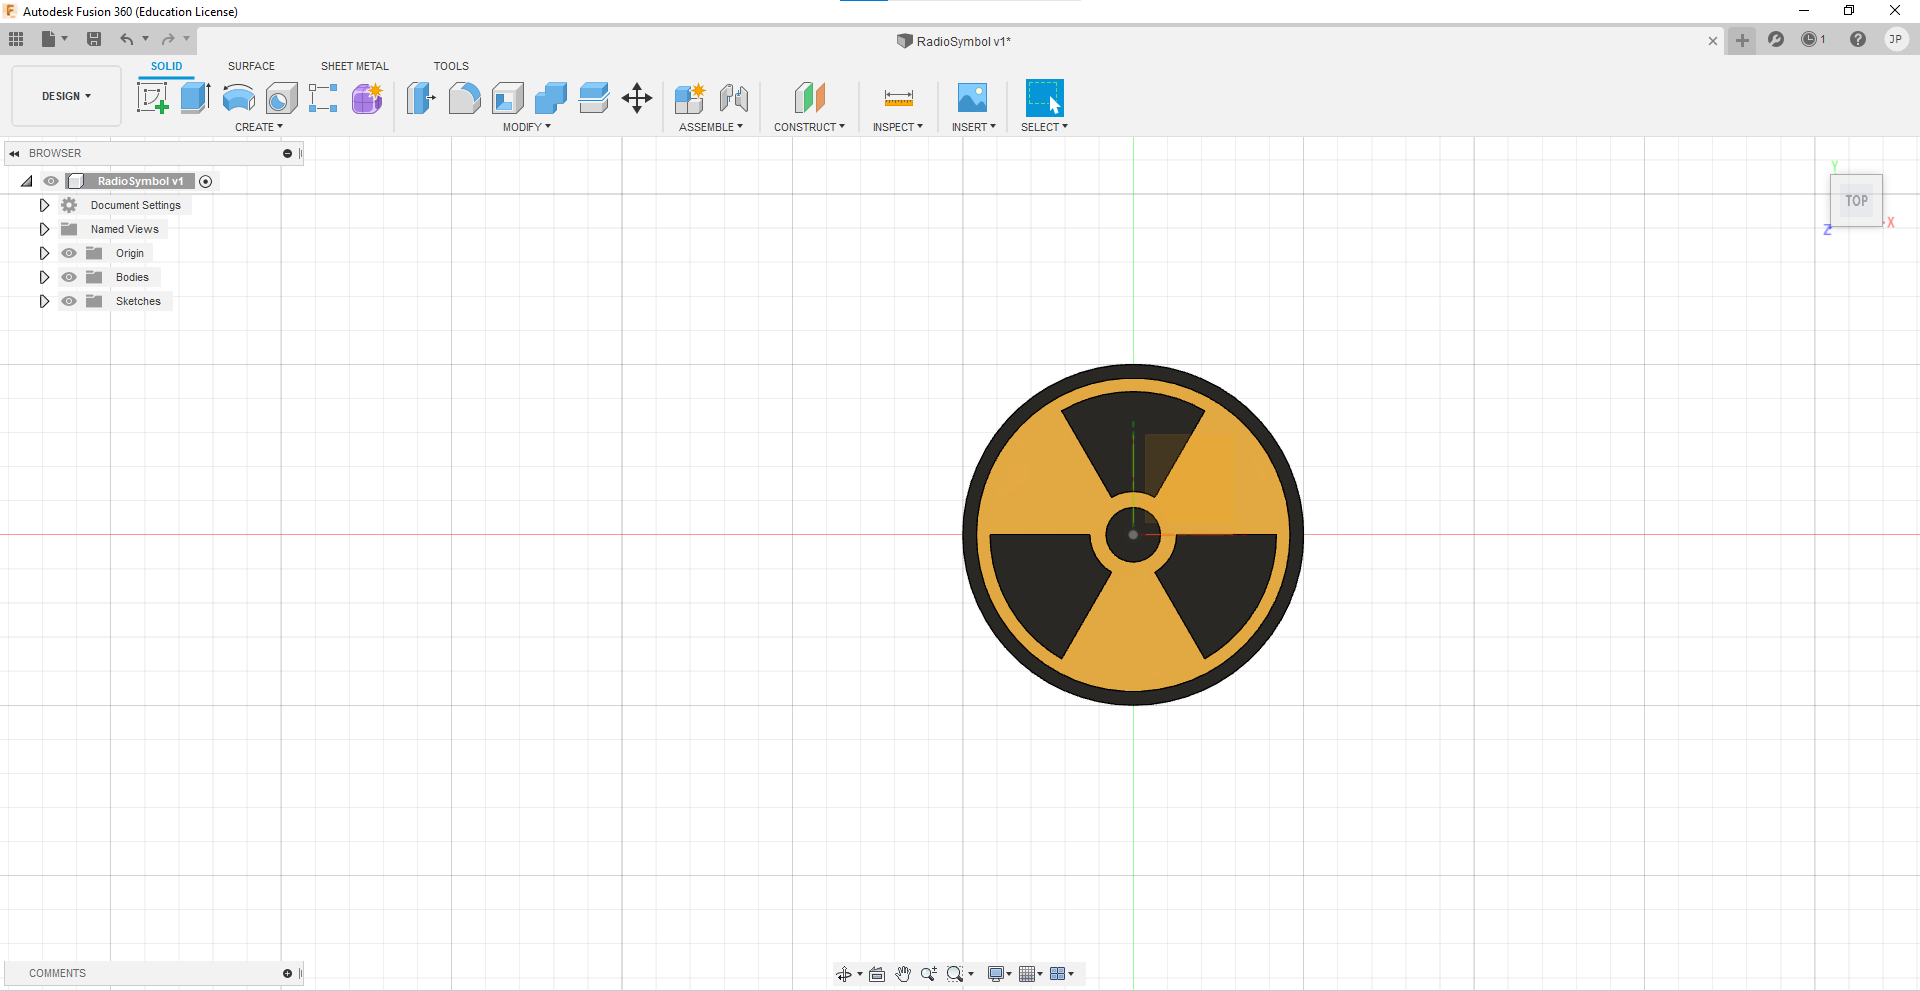 Autodesk Fusion 360 (Education License)
RadioSymbol v1*
1
JP
SOLID SURFACE SHEET METAL TOOLS
DESIGN
CREATE MODIFY ASSEMBLE CONSTRUCT INSPECT INSERT SELECT
BROWSER
RadioSymbol v1
Document Settings
Named Views
Origin
Bodies
Sketches
Y
TOP
X
Z
COMMENTS